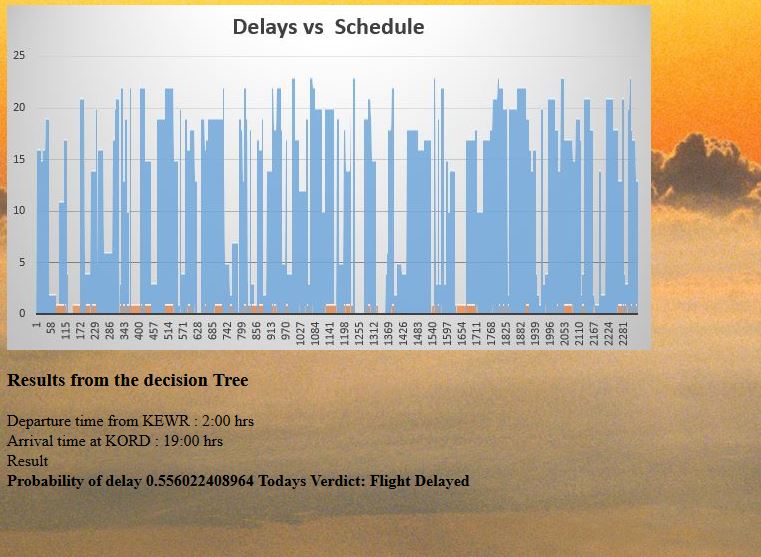 Delays vs Schedule
25
20
15
10
5
0
1 58 115 172 229 286 343 400 457 514 571 628 685 742 799 856 913 970 1027 1084 1141 1198 1255 1312 1369 1426 1483 1540 1597 1654 1711 1768 1825 1882 1939 1996 2053 2110 2167 2224 2281
Results from the decision Tree
Departure time from KEWR : 2:00 hrs
Arrival time at KORD : 19:00 hrs
Result
Probability of delay 0.556022408964 Todays Verdict: Flight Delayed